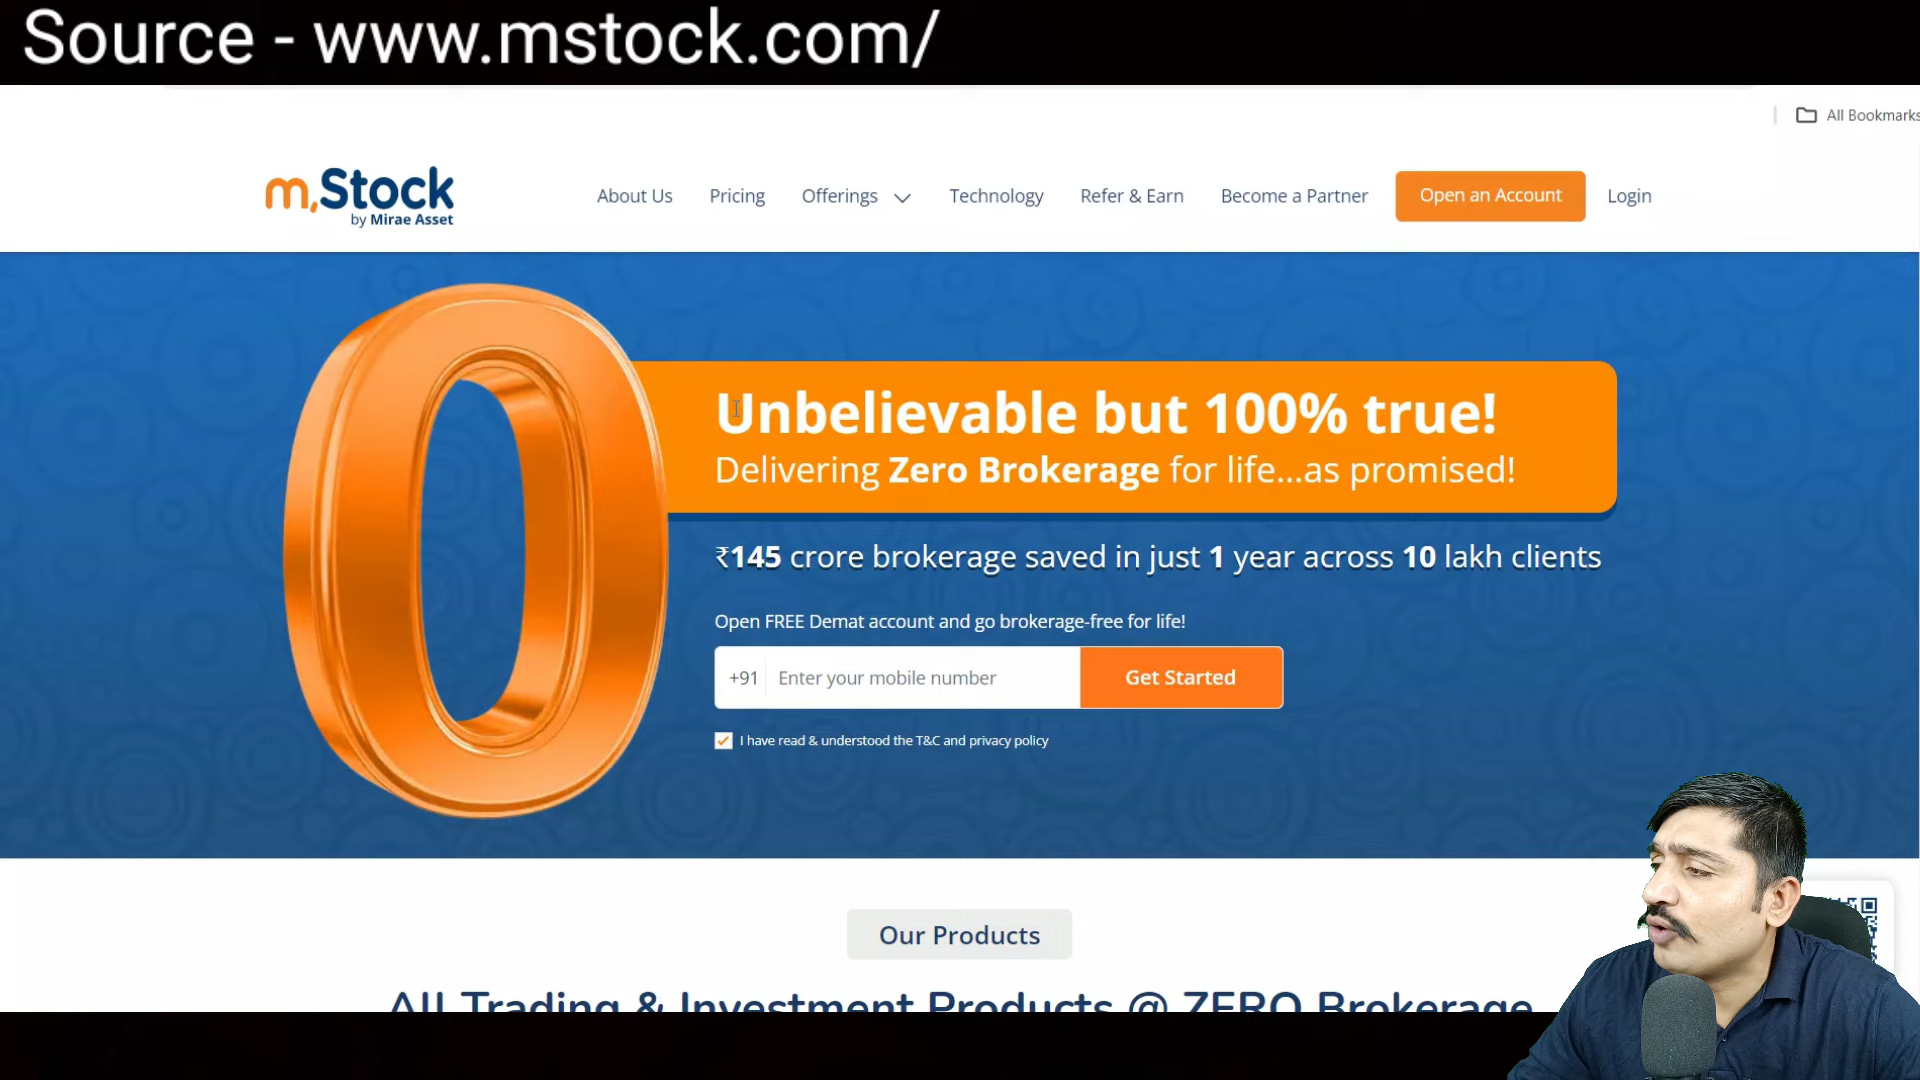 Source - www.mstock.com/
All Bookmarks
m.Stock
by Mirae Asset
About Us
Pricing
Offerings
Technology
Refer & Earn
Become a Partner
Open an Account
Login
0
Unbelievable but 100% true!
Delivering Zero Brokerage for life...as promised!
₹145 crore brokerage saved in just 1 year across 10 lakh clients
Open FREE Demat account and go brokerage-free for life!
+91 Enter your mobile number
Get Started
I have read & understood the T&C and privacy policy
Our Products
All Trading & Investment Products @ ZERO Brokerage